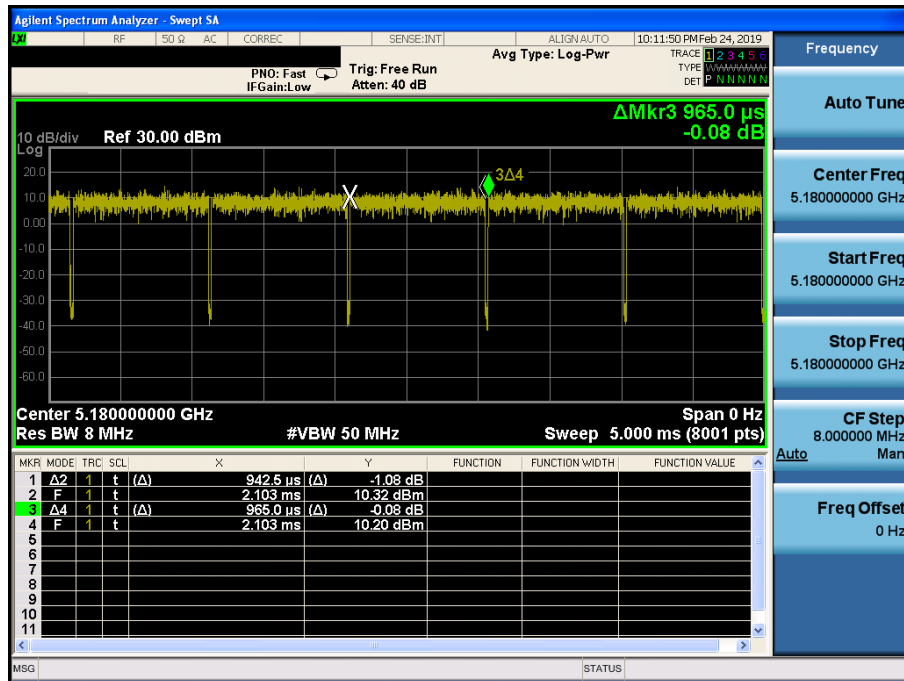 Agilent Spectrum Analyzer - Swept SA
LXI RF 50 Ω AC CORREC SENSE:INT ALIGN AUTO 10:11:50 PM Feb 24, 2019
Avg Type: Log-Pwr
TRACE 1 2 3 4 5 6
TYPE WWWWWW
DET P N N N N N
PNO: Fast
IFGain:Low
Trig: Free Run
Atten: 40 dB
ΔMkr3 965.0 µs
-0.08 dB
10 dB/div Ref 30.00 dBm
Log
20.0
10.0
0.00
-10.0
-20.0
-30.0
-40.0
-50.0
-60.0
X
3Δ4
Center 5.180000000 GHz Span 0 Hz
Res BW 8 MHz #VBW 50 MHz Sweep 5.000 ms (8001 pts)
MKR MODE TRC SCL X Y FUNCTION FUNCTION WIDTH FUNCTION VALUE
1 Δ2 1 t (Δ) 942.5 µs (Δ) -1.08 dB
2 F 1 t 2.103 ms 10.32 dBm
3 Δ4 1 t (Δ) 965.0 µs (Δ) -0.08 dB
4 F 1 t 2.103 ms 10.20 dBm
5
6
7
8
9
10
11
MSG STATUS
Frequency
Auto Tune
Center Freq
5.180000000 GHz
Start Freq
5.180000000 GHz
Stop Freq
5.180000000 GHz
CF Step
8.000000 MHz
Auto Man
Freq Offset
0 Hz